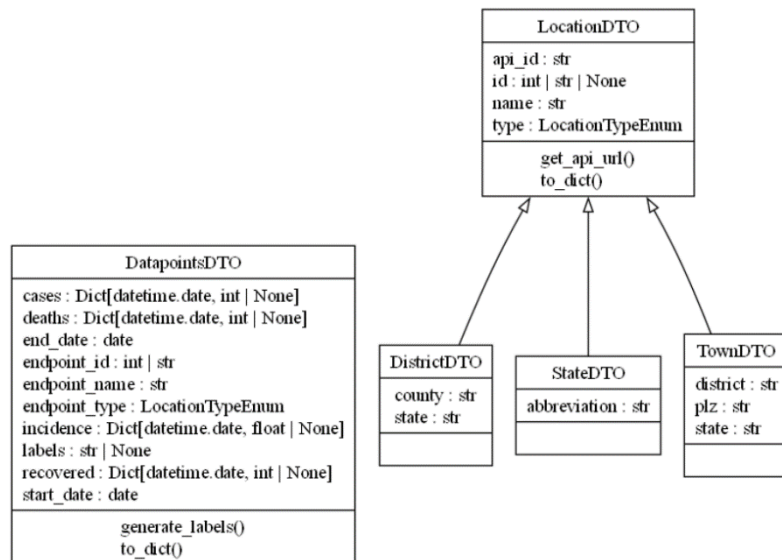 LocationDTO
api_id : str
id : int | str | None
name : str
type : LocationTypeEnum
get_api_url()
to_dict()
DatapointsDTO
cases : Dict[datetime.date, int | None]
deaths : Dict[datetime.date, int | None]
end_date : date
endpoint_id : int | str
endpoint_name : str
endpoint_type : LocationTypeEnum
incidence : Dict[datetime.date, float | None]
labels : str | None
recovered : Dict[datetime.date, int | None]
start_date : date
generate_labels()
to_dict()
DistrictDTO
county : str
state : str
StateDTO
abbreviation : str
TownDTO
district : str
plz : str
state : str